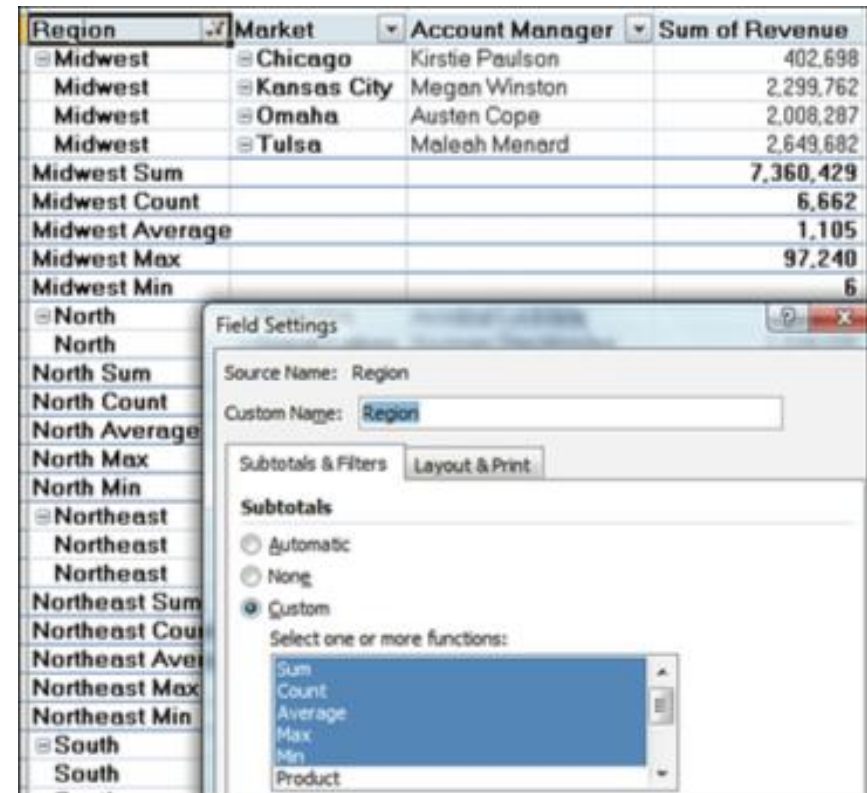 Region Market Account Manager Sum of Revenue
Midwest Chicago Kirstie Paulson 402,698
Midwest Kansas City Megan Winston 2,299,762
Midwest Omaha Austen Cope 2,008,287
Midwest Tulsa Maleah Menard 2,649,682
Midwest Sum 7,360,429
Midwest Count 6,662
Midwest Average 1,105
Midwest Max 97,240
Midwest Min 6
North
North
North Sum
North Count
North Average
North Max
North Min
Northeast
Northeast
Northeast
Northeast Sum
Northeast Cou
Northeast Ave
Northeast Max
Northeast Min
South
South
Field Settings
Source Name: Region
Custom Name: Region
Subtotals & Filters Layout & Print
Subtotals
Automatic
None
Custom
Select one or more functions:
Sum
Count
Average
Max
Min
Product